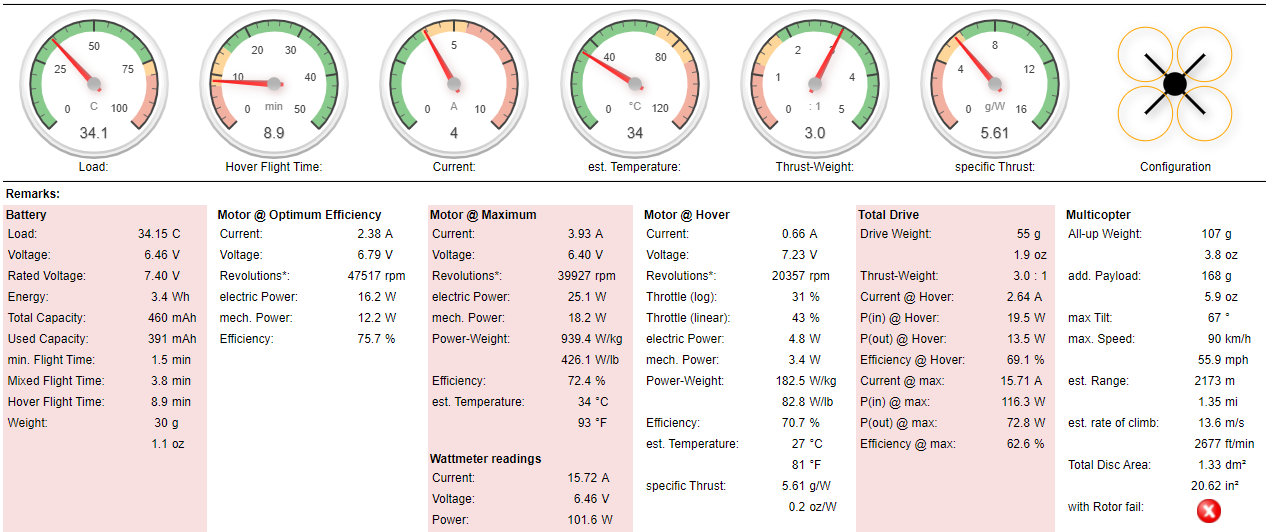 25 50 75 0 C 100
34.1
Load:
10 20 30 40 0 min 50
8.9
Hover Flight Time:
5 0 A 10
4
Current:
40 80 0 °C 120
34
est. Temperature:
1 2 3 4 0 : 1 5
3.0
Thrust-Weight:
4 8 12 0 g/W 16
5.61
specific Thrust:
Configuration
Remarks:
Battery
Load: 34.15 C
Voltage: 6.46 V
Rated Voltage: 7.40 V
Energy: 3.4 Wh
Total Capacity: 460 mAh
Used Capacity: 391 mAh
min. Flight Time: 1.5 min
Mixed Flight Time: 3.8 min
Hover Flight Time: 8.9 min
Weight: 30 g
1.1 oz
Motor @ Optimum Efficiency
Current: 2.38 A
Voltage: 6.79 V
Revolutions*: 47517 rpm
electric Power: 16.2 W
mech. Power: 12.2 W
Efficiency: 75.7 %
Motor @ Maximum
Current: 3.93 A
Voltage: 6.40 V
Revolutions*: 39927 rpm
electric Power: 25.1 W
mech. Power: 18.2 W
Power-Weight: 939.4 W/kg
426.1 W/lb
Efficiency: 72.4 %
est. Temperature: 34 °C
93 °F
Wattmeter readings
Current: 15.72 A
Voltage: 6.46 V
Power: 101.6 W
Motor @ Hover
Current: 0.66 A
Voltage: 7.23 V
Revolutions*: 20357 rpm
Throttle (log): 31 %
Throttle (linear): 43 %
electric Power: 4.8 W
mech. Power: 3.4 W
Power-Weight: 182.5 W/kg
82.8 W/lb
Efficiency: 70.7 %
est. Temperature: 27 °C
81 °F
specific Thrust: 5.61 g/W
0.2 oz/W
Total Drive
Drive Weight: 55 g
1.9 oz
Thrust-Weight: 3.0 : 1
Current @ Hover: 2.64 A
P(in) @ Hover: 19.5 W
P(out) @ Hover: 13.5 W
Efficiency @ Hover: 69.1 %
Current @ max: 15.71 A
P(in) @ max: 116.3 W
P(out) @ max: 72.8 W
Efficiency @ max: 62.6 %
Multicopter
All-up Weight: 107 g
3.8 oz
add. Payload: 168 g
5.9 oz
max Tilt: 67 °
max. Speed: 90 km/h
55.9 mph
est. Range: 2173 m
1.35 mi
est. rate of climb: 13.6 m/s
2677 ft/min
Total Disc Area: 1.33 dm²
20.62 in²
with Rotor fail: